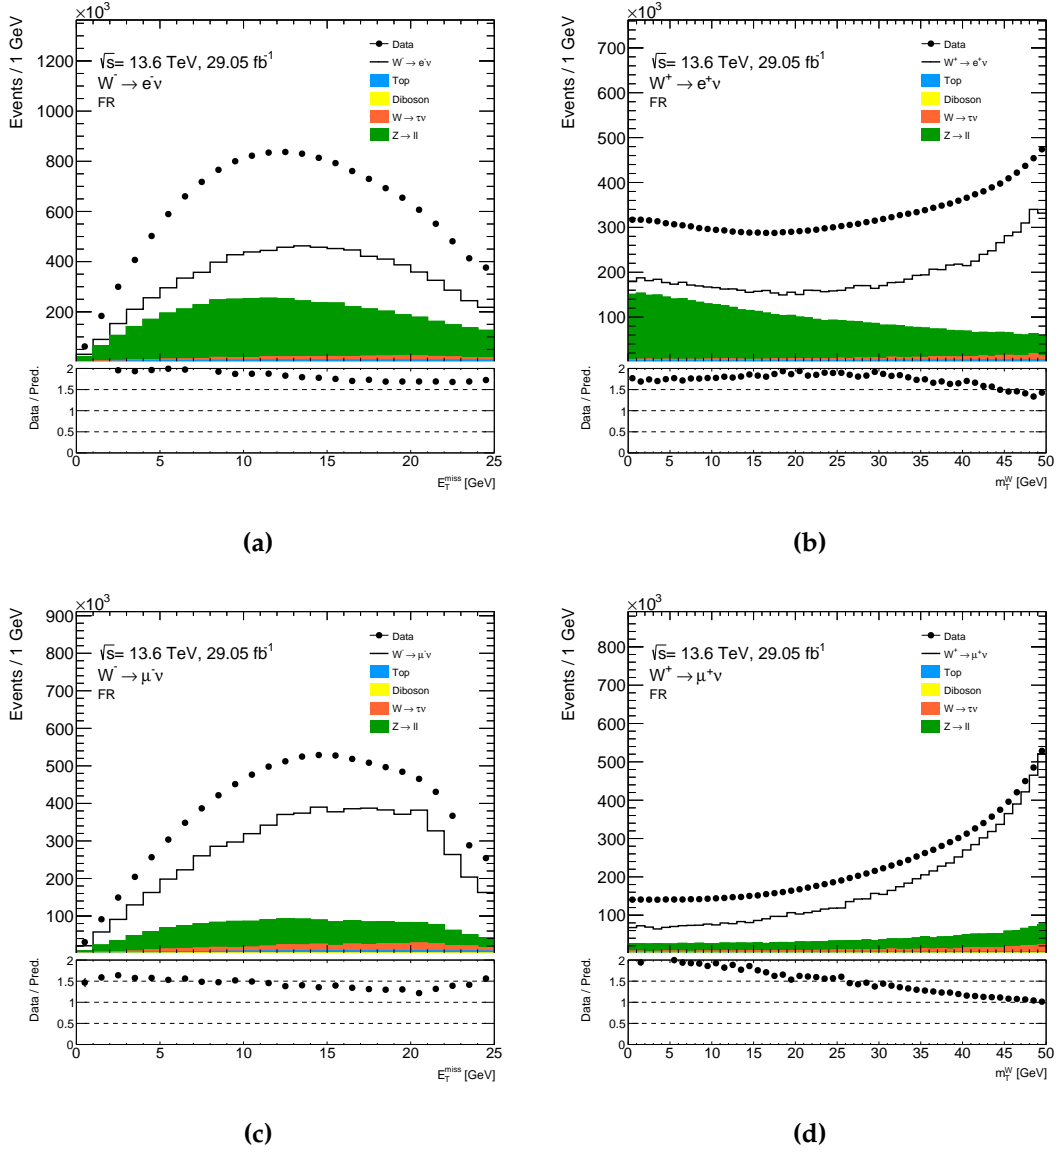 ×10³
Events / 1 GeV
1200
1000
800
600
400
200
√s= 13.6 TeV, 29.05 fb⁻¹
W⁻ → e⁻ν
FR
Data
W⁻ → e⁻ν
Top
Diboson
W → τν
Z → ll
Data / Pred.
2
1.5
1
0.5
0
0 5 10 15 20 25
E_T^miss [GeV]
(a)
×10³
Events / 1 GeV
700
600
500
400
300
200
100
√s= 13.6 TeV, 29.05 fb⁻¹
W⁺ → e⁺ν
FR
Data
W⁺ → e⁺ν
Top
Diboson
W → τν
Z → ll
Data / Pred.
2
1.5
1
0.5
0
0 5 10 15 20 25 30 35 40 45 50
m_T^W [GeV]
(b)
×10³
Events / 1 GeV
900
800
700
600
500
400
300
200
100
√s= 13.6 TeV, 29.05 fb⁻¹
W⁻ → μ⁻ν
FR
Data
W⁻ → μ⁻ν
Top
Diboson
W → τν
Z → ll
Data / Pred.
2
1.5
1
0.5
0
0 5 10 15 20 25
E_T^miss [GeV]
(c)
×10³
Events / 1 GeV
800
700
600
500
400
300
200
100
√s= 13.6 TeV, 29.05 fb⁻¹
W⁺ → μ⁺ν
FR
Data
W⁺ → μ⁺ν
Top
Diboson
W → τν
Z → ll
Data / Pred.
2
1.5
1
0.5
0
0 5 10 15 20 25 30 35 40 45 50
m_T^W [GeV]
(d)